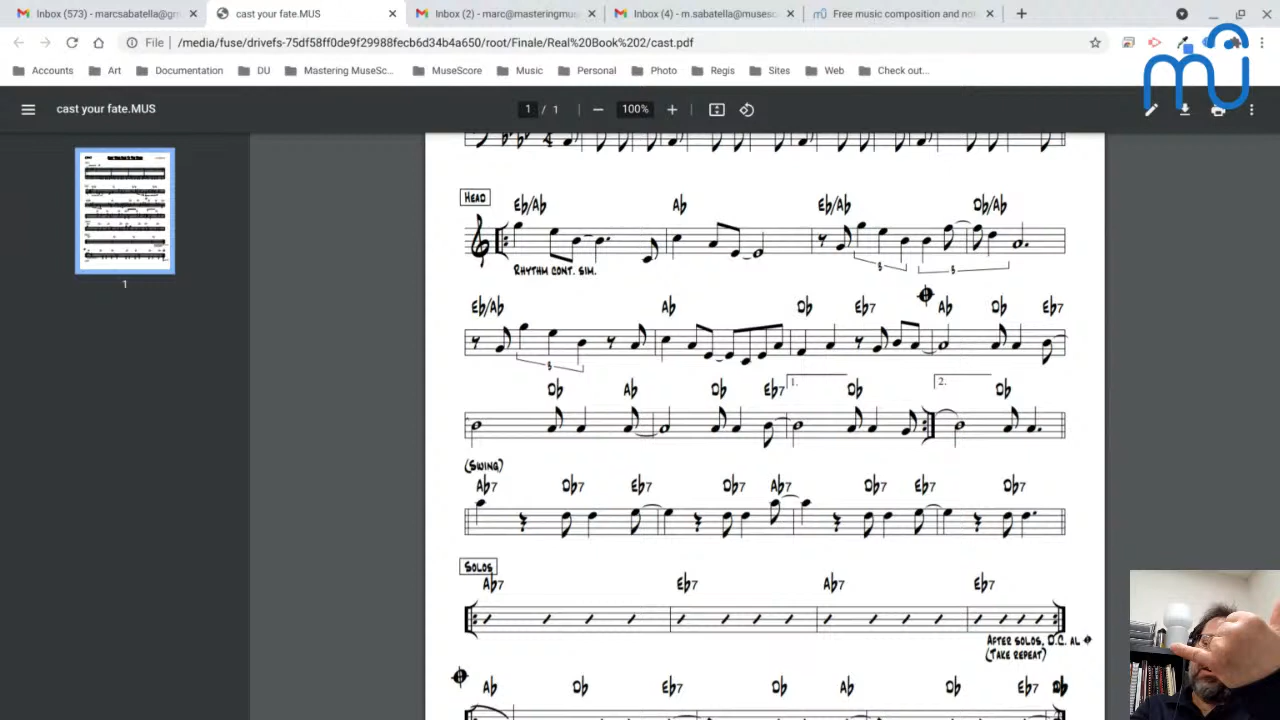 Inbox (573) - marcsabatella@gm
cast your fate.MUS
Inbox (2) - marc@masteringmus
Inbox (4) - m.sabatella@musesc
Free music composition and no
File | /media/fuse/drivefs-75df58ff0de9f29988fecb6d34b4a650/root/Finale/Real%20Book%202/cast.pdf
Accounts Art Documentation DU Mastering MuseSc... MuseScore Music Personal Photo Regis Sites Web Check out...
cast your fate.MUS
1 / 1
100%
1
HEAD
Eb/Ab Ab Eb/Ab Db/Ab
RHYTHM CONT. SIM.
3 3
Eb/Ab Ab Db Eb7 Ab Db Eb7
3
Db Ab Db Eb7 1. Db 2. Db
(SWING)
Ab7 Db7 Eb7 Db7 Ab7 Db7 Eb7 Db7
SOLOS
Ab7 Eb7 Ab7 Eb7
AFTER SOLOS, D.C. AL
(TAKE REPEAT)
Ab Db Eb7 Db Ab Db Eb7